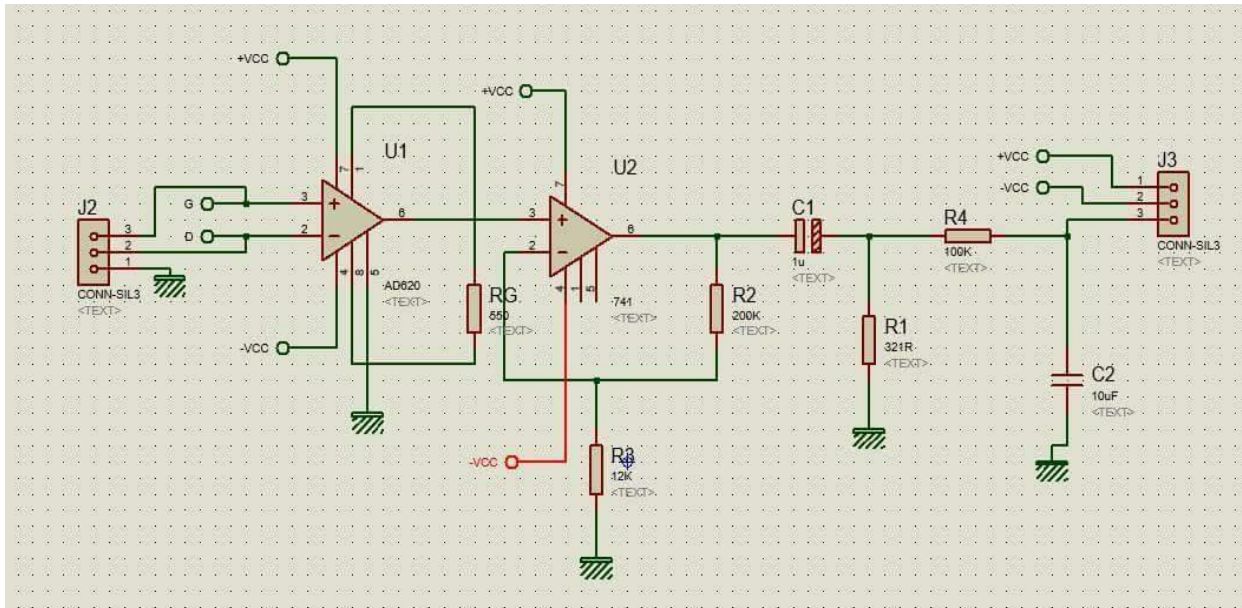 +VCC
7
1
U1
G
3
6
D
2
AD620
<TEXT>
4
8
5
-VCC
J2
3
2
1
CONN-SIL3
<TEXT>
RG
550
<TEXT>
+VCC
7
U2
3
6
2
4
1
5
741
<TEXT>
-VCC
R2
200K
<TEXT>
R3
12K
<TEXT>
C1
1u
<TEXT>
R1
321R
<TEXT>
R4
100K
<TEXT>
C2
10uF
<TEXT>
+VCC
-VCC
J3
1
2
3
CONN-SIL3
<TEXT>